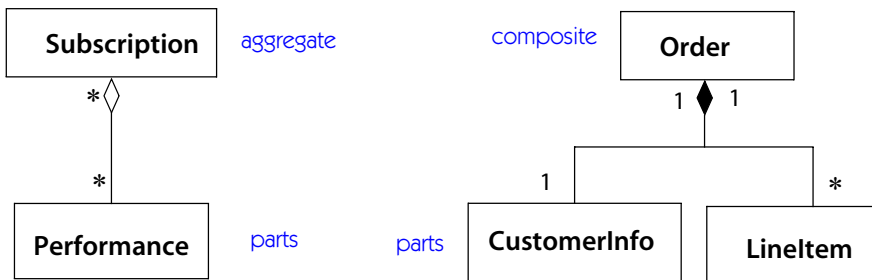 Subscription
aggregate
composite
Order
*
1
1
*
1
*
Performance
parts
parts
CustomerInfo
LineItem